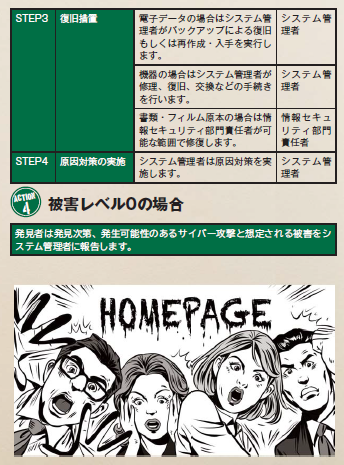 STEP3
復旧措置
電子データの場合はシステム管
理者がバックアップによる復旧
もしくは再作成・入手を実行し
ます。
システム管
理者
機器の場合はシステム管理者が
修理、復旧、交換などの手続き
を行います。
システム管
理者
書類・フィルム原本の場合は情
報セキュリティ部門責任者が可
能な範囲で修復します。
情報セキュ
リティ部門
責任者
STEP4
原因対策の実施
システム管理者は原因対策を実
施します。
システム管
理者
ACTION
4
被害レベル0の場合
発見者は発見次第、発生可能性のあるサイバー攻撃と想定される被害をシ
ステム管理者に報告します。
HOMEPAGE